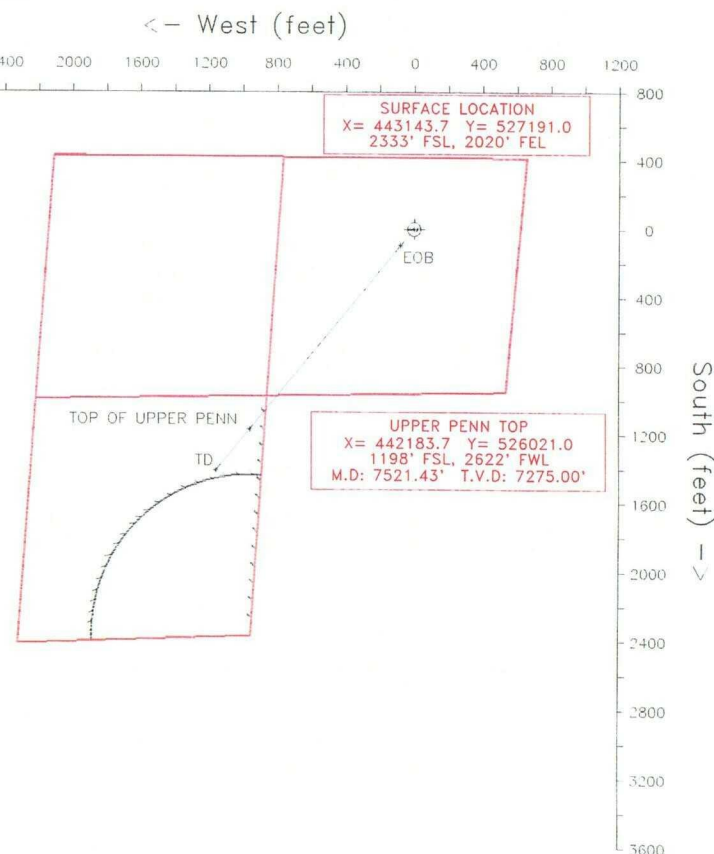 <- West (feet)
400 2000 1600 1200 800 400 0 400 800 1200
800
SURFACE LOCATION
X= 443143.7 Y= 527191.0
2333' FSL, 2020' FEL
400
0
EOB
400
800
TOP OF UPPER PENN
1200
UPPER PENN TOP
X= 442183.7 Y= 526021.0
1198' FSL, 2622' FWL
M.D: 7521.43' T.V.D: 7275.00'
TD
1600
South (feet) ->
2000
2400
2800
3200
3600